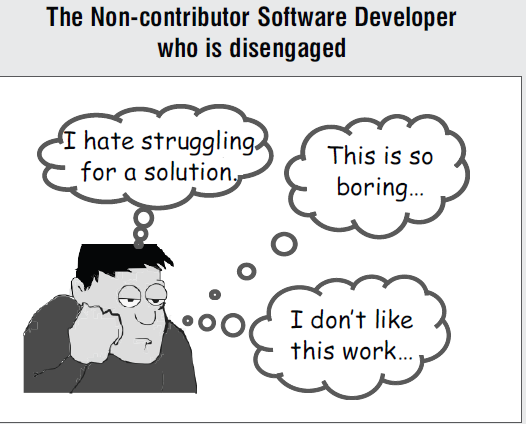 The Non-contributor Software Developer
who is disengaged
I hate struggling
for a solution.
This is so
boring...
I don't like
this work...